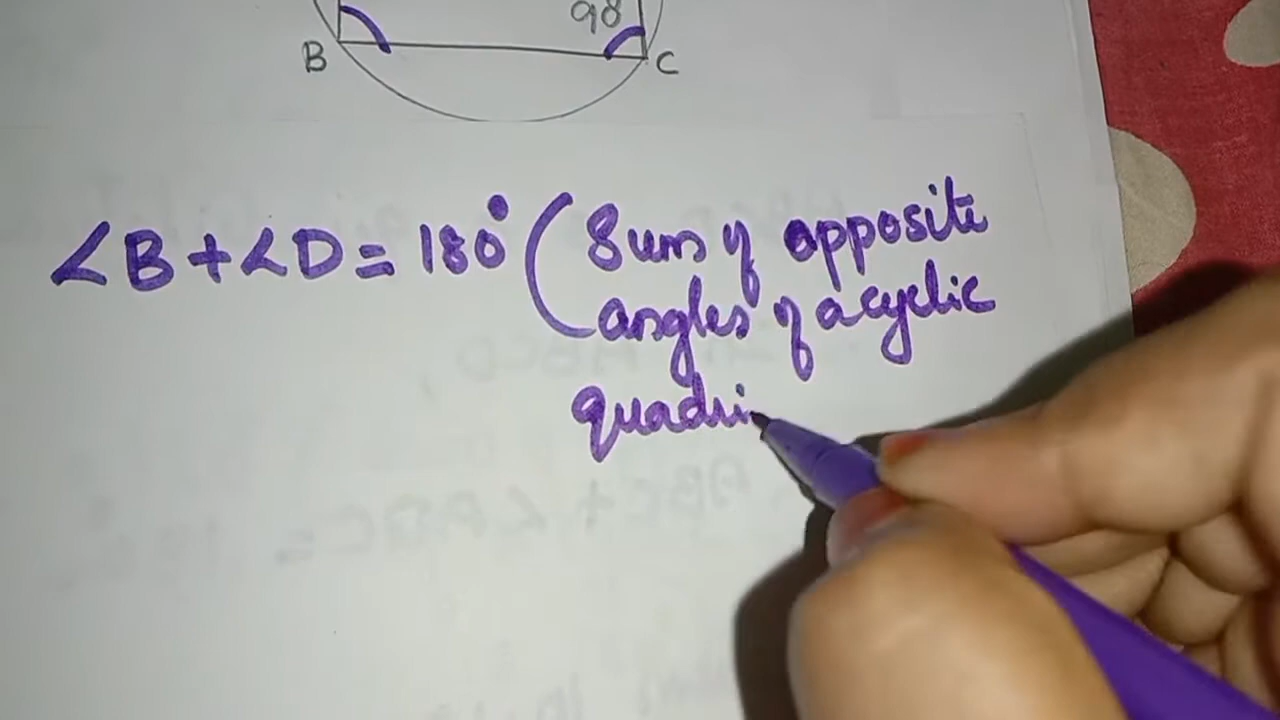 98
B
C
∠B+∠D=180° (Sum of opposite
angles of a cyclic
quadri